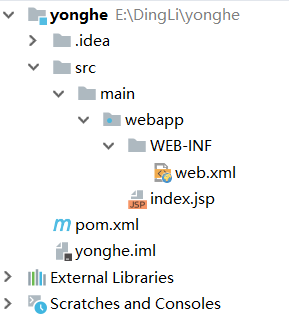 yonghe E:\DingLi\yonghe
.idea
src
main
webapp
WEB-INF
web.xml
JSP index.jsp
m pom.xml
yonghe.iml
External Libraries
Scratches and Consoles